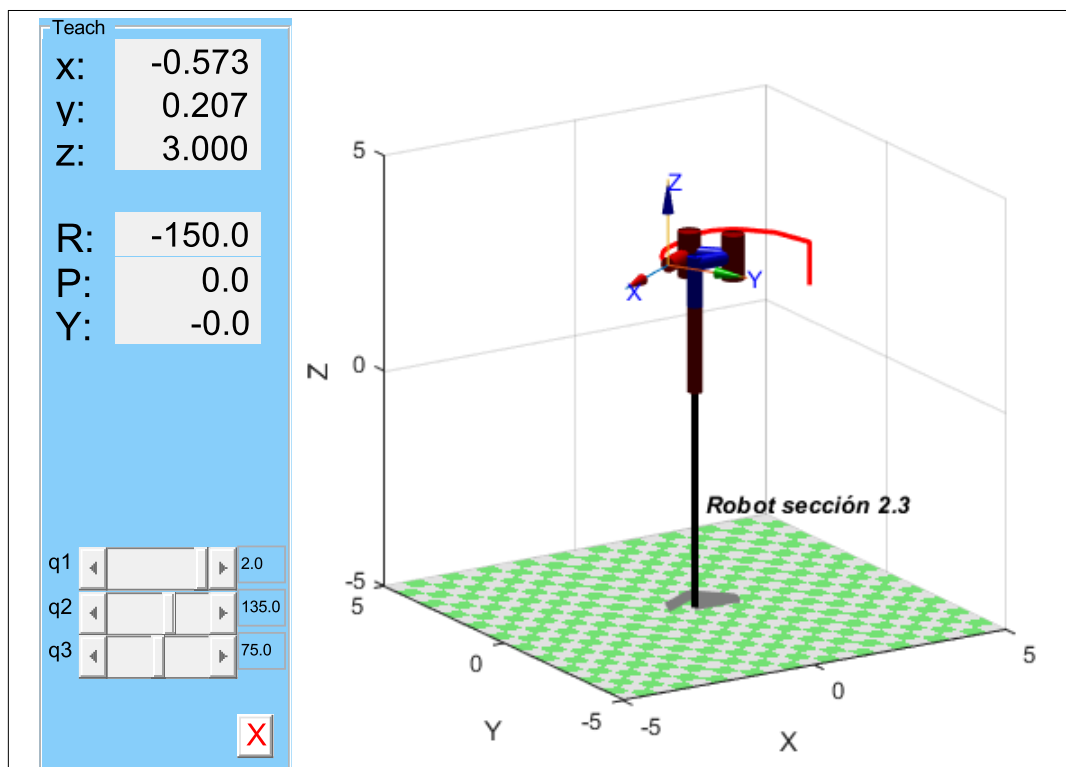 Teach
x: -0.573
y: 0.207
z: 3.000
R: -150.0
P: 0.0
Y: -0.0
q1 2.0
q2 135.0
q3 75.0
X
5
0
-5
Z
5
0
-5
Y
-5
0
5
X
Z
X
Y
Robot sección 2.3